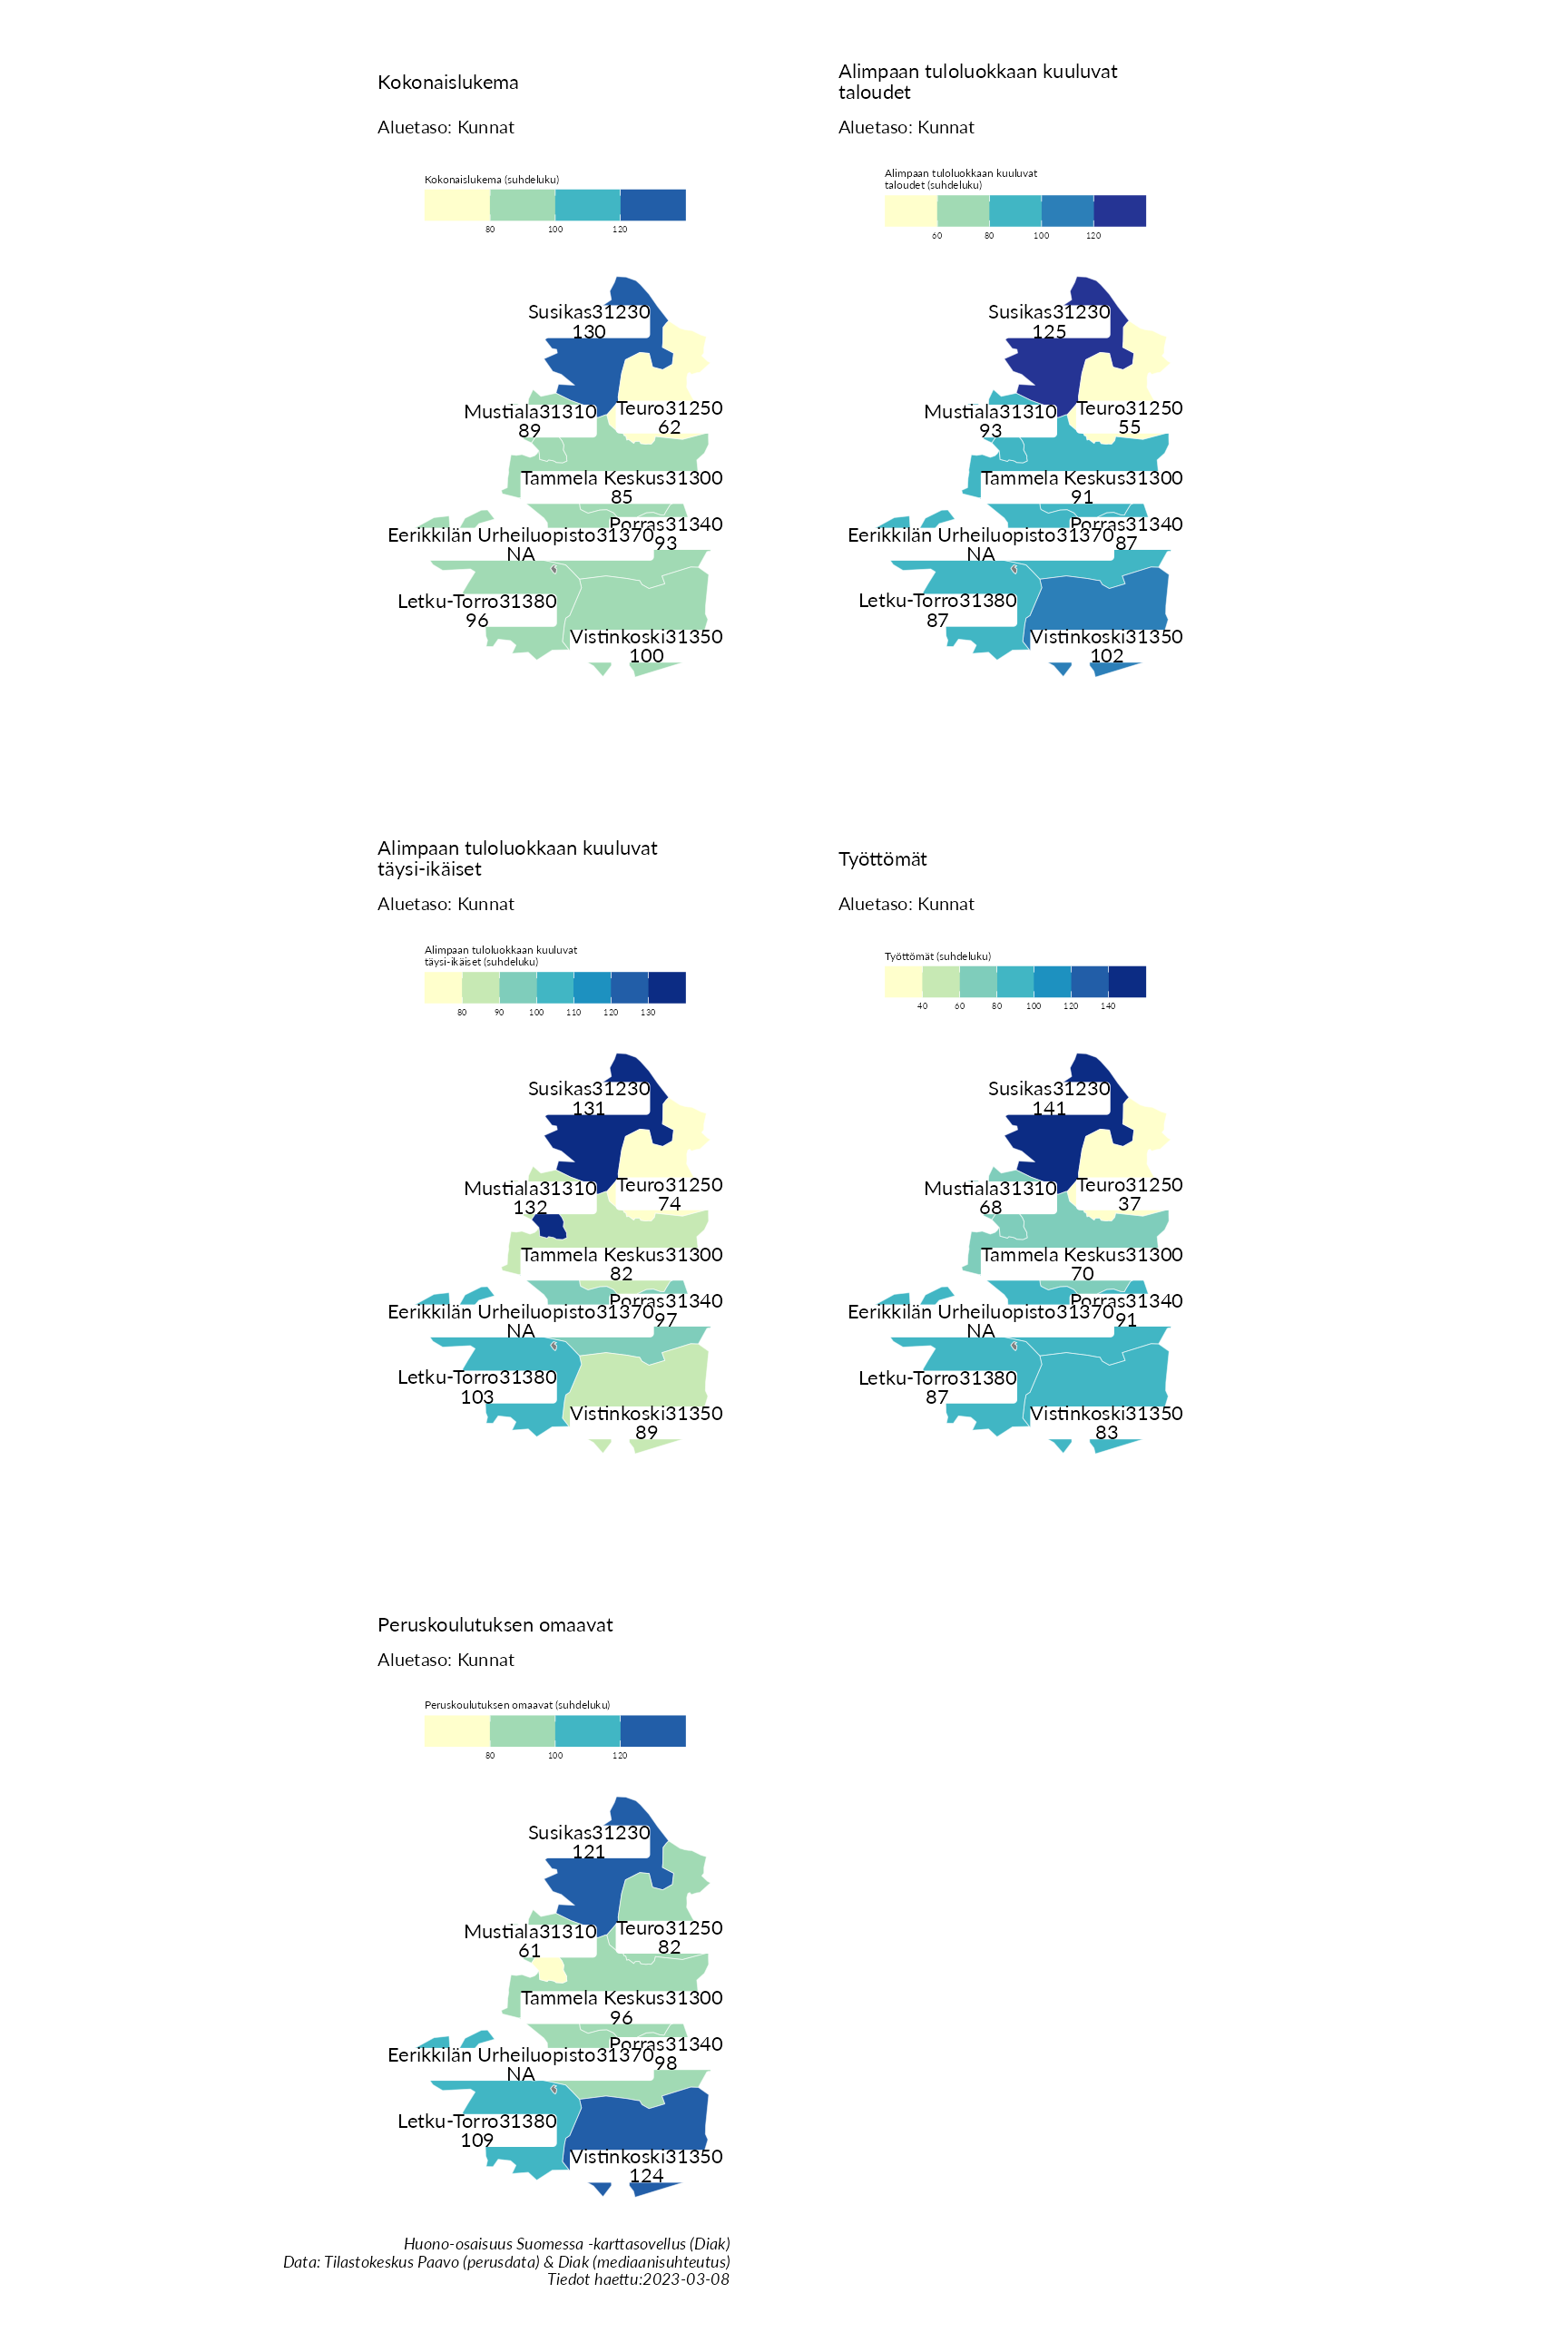 Kokonaislukema
Aluetaso: Kunnat
Kokonaislukema (suhdeluku)
80 100 120
Susikas31230
130
Mustiala31310
89
Teuro31250
62
Tammela Keskus31300
85
Porras31340
93
Eerikkilän Urheiluopisto31370
NA
Letku-Torro31380
96
Vistinkoski31350
100
Alimpaan tuloluokkaan kuuluvat
taloudet
Aluetaso: Kunnat
Alimpaan tuloluokkaan kuuluvat
taloudet (suhdeluku)
60 80 100 120
Susikas31230
125
Mustiala31310
93
Teuro31250
55
Tammela Keskus31300
91
Porras31340
87
Eerikkilän Urheiluopisto31370
NA
Letku-Torro31380
87
Vistinkoski31350
102
Alimpaan tuloluokkaan kuuluvat
täysi-ikäiset
Aluetaso: Kunnat
Alimpaan tuloluokkaan kuuluvat
täysi-ikäiset (suhdeluku)
80 90 100 110 120 130
Susikas31230
131
Mustiala31310
132
Teuro31250
74
Tammela Keskus31300
82
Porras31340
97
Eerikkilän Urheiluopisto31370
NA
Letku-Torro31380
103
Vistinkoski31350
89
Työttömät
Aluetaso: Kunnat
Työttömät (suhdeluku)
40 60 80 100 120 140
Susikas31230
141
Mustiala31310
68
Teuro31250
37
Tammela Keskus31300
70
Porras31340
91
Eerikkilän Urheiluopisto31370
NA
Letku-Torro31380
87
Vistinkoski31350
83
Peruskoulutuksen omaavat
Aluetaso: Kunnat
Peruskoulutuksen omaavat (suhdeluku)
80 100 120
Susikas31230
121
Mustiala31310
61
Teuro31250
82
Tammela Keskus31300
96
Porras31340
98
Eerikkilän Urheiluopisto31370
NA
Letku-Torro31380
109
Vistinkoski31350
124
Huono-osaisuus Suomessa -karttasovellus (Diak)
Data: Tilastokeskus Paavo (perusdata) & Diak (mediaanisuhteutus)
Tiedot haettu:2023-03-08